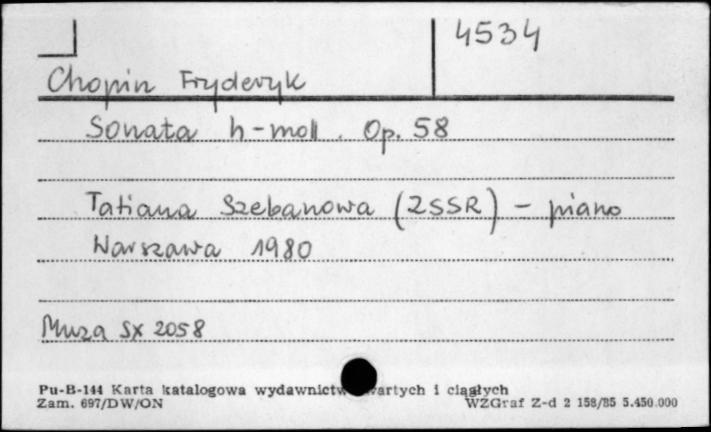 4534
Chopin Fryderyk
Sonata h-moll. Op. 58
Tatiana Szebanowa (ZSSR) - piano
Warszawa 1980
Muza Sx 2058
Pu-B-144 Karta katalogowa wydawnictw zwartych i ciągłych
Zam. 697/DW/ON WZGraf Z-d 2 158/85 5.450.000